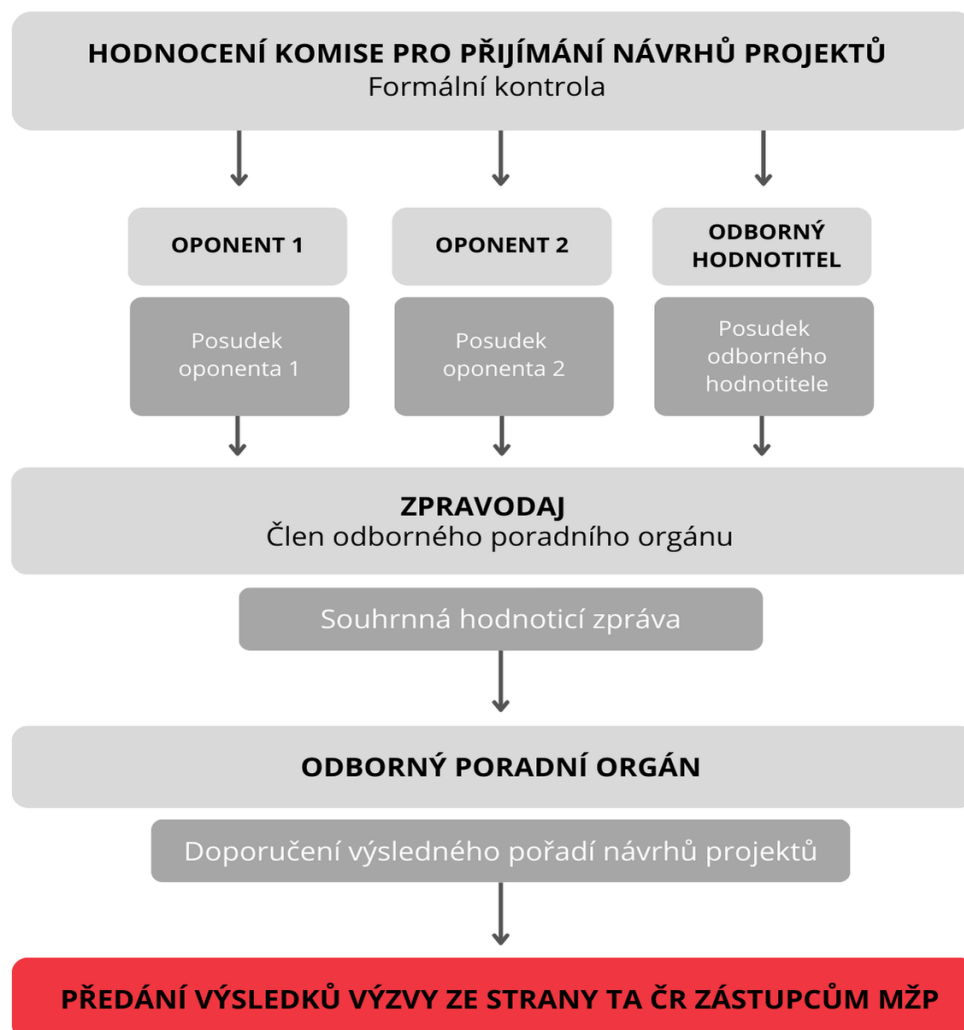 HODNOCENÍ KOMISE PRO PŘIJÍMÁNÍ NÁVRHŮ PROJEKTŮ
Formální kontrola
OPONENT 1
OPONENT 2
ODBORNÝ
HODNOTITEL
Posudek
oponenta 1
Posudek
oponenta 2
Posudek
odborného
hodnotitele
ZPRAVODAJ
Člen odborného poradního orgánu
Souhrnná hodnoticí zpráva
ODBORNÝ PORADNÍ ORGÁN
Doporučení výsledného pořadí návrhů projektů
PŘEDÁNÍ VÝSLEDKŮ VÝZVY ZE STRANY TA ČR ZÁSTUPCŮM MŽP